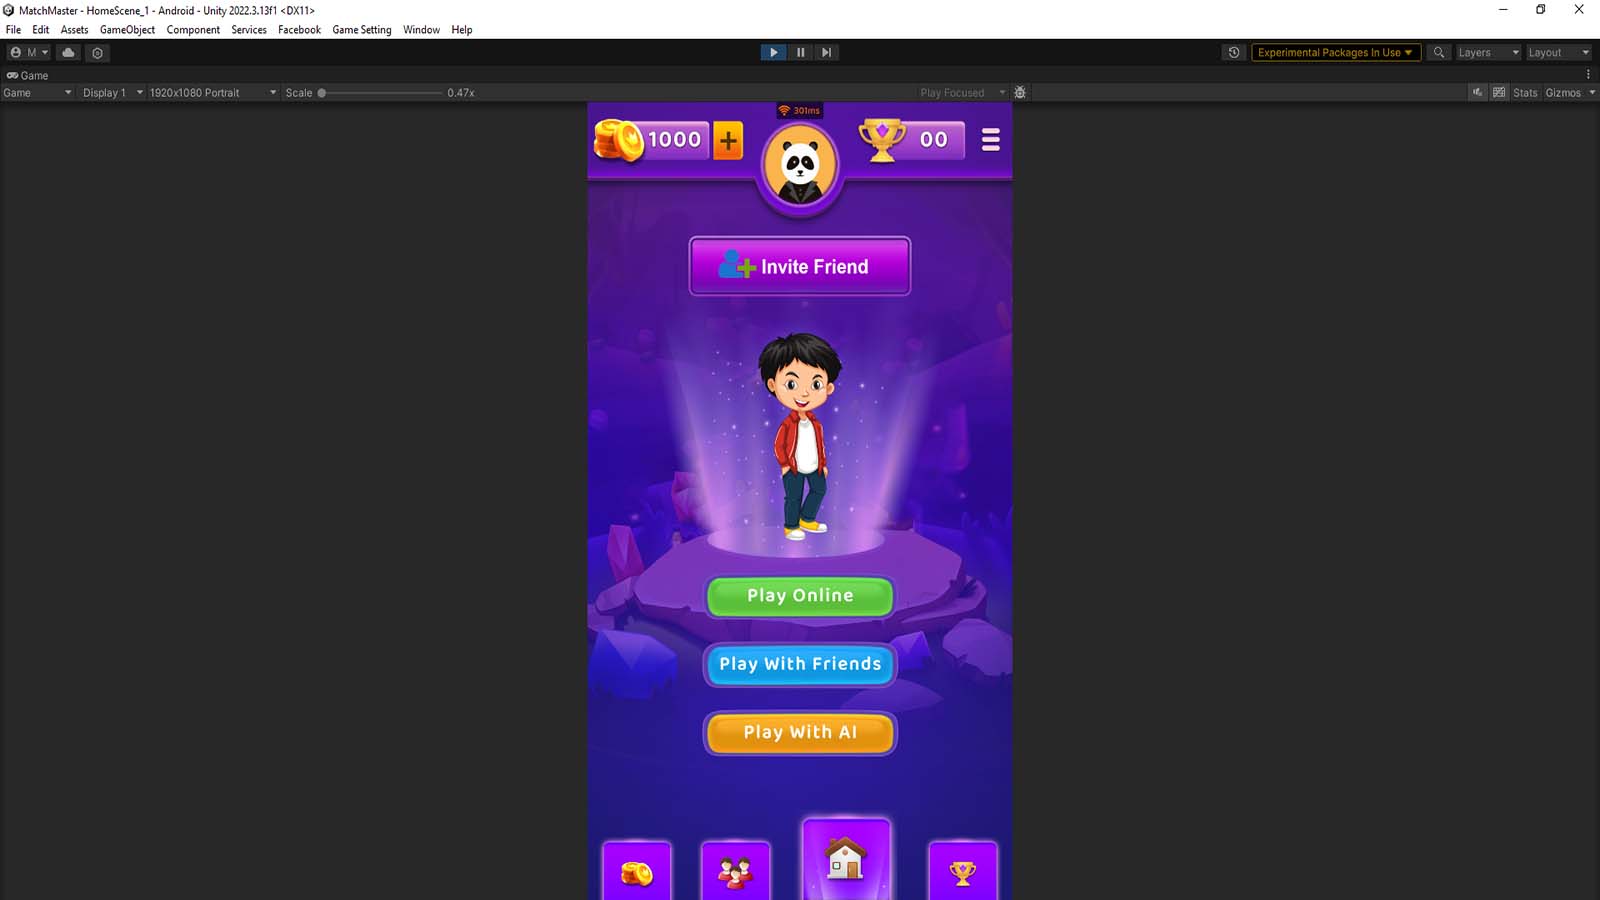 MatchMaster - HomeScene_1 - Android - Unity 2022.3.13f1 <DX11>
File Edit Assets GameObject Component Services Facebook Game Setting Window Help
M Experimental Packages In Use Layers Layout
Game
Game Display 1 1920x1080 Portrait Scale 0.47x Play Focused Stats Gizmos
301ms
1000 00
Invite Friend
Play Online
Play With Friends
Play With AI